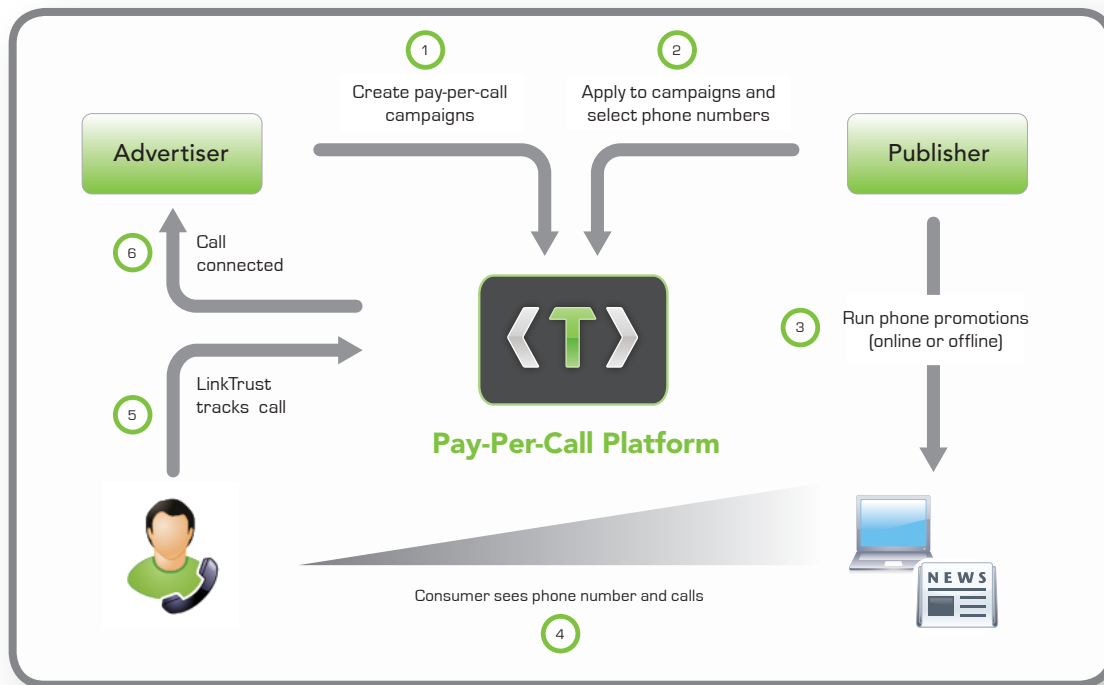 1
Create pay-per-call
campaigns
2
Apply to campaigns and
select phone numbers
Advertiser
Publisher
6
Call
connected
T
3
Run phone promotions
(online or offline)
5
LinkTrust
tracks call
Pay-Per-Call Platform
NEWS
Consumer sees phone number and calls
4